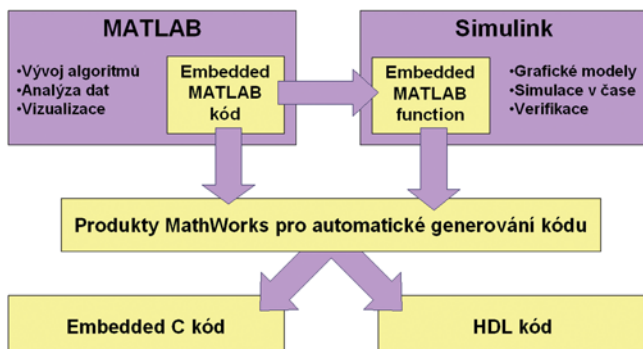 MATLAB
•Vývoj algoritmů
•Analýza dat
•Vizualizace
Embedded
MATLAB
kód
Simulink
Embedded
MATLAB
function
•Grafické modely
•Simulace v čase
•Verifikace
Produkty MathWorks pro automatické generování kódu
Embedded C kód
HDL kód